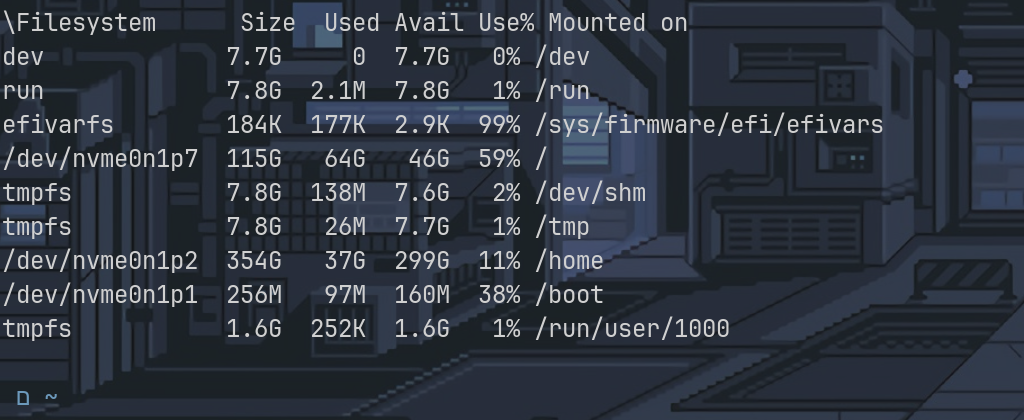 \Filesystem      Size  Used Avail Use% Mounted on
dev             7.7G     0  7.7G   0% /dev
run             7.8G  2.1M  7.8G   1% /run
efivarfs        184K  177K  2.9K  99% /sys/firmware/efi/efivars
/dev/nvme0n1p7  115G   64G   46G  59% /
tmpfs           7.8G  138M  7.6G   2% /dev/shm
tmpfs           7.8G   26M  7.7G   1% /tmp
/dev/nvme0n1p2  354G   37G  299G  11% /home
/dev/nvme0n1p1  256M   97M  160M  38% /boot
tmpfs           1.6G  252K  1.6G   1% /run/user/1000
~